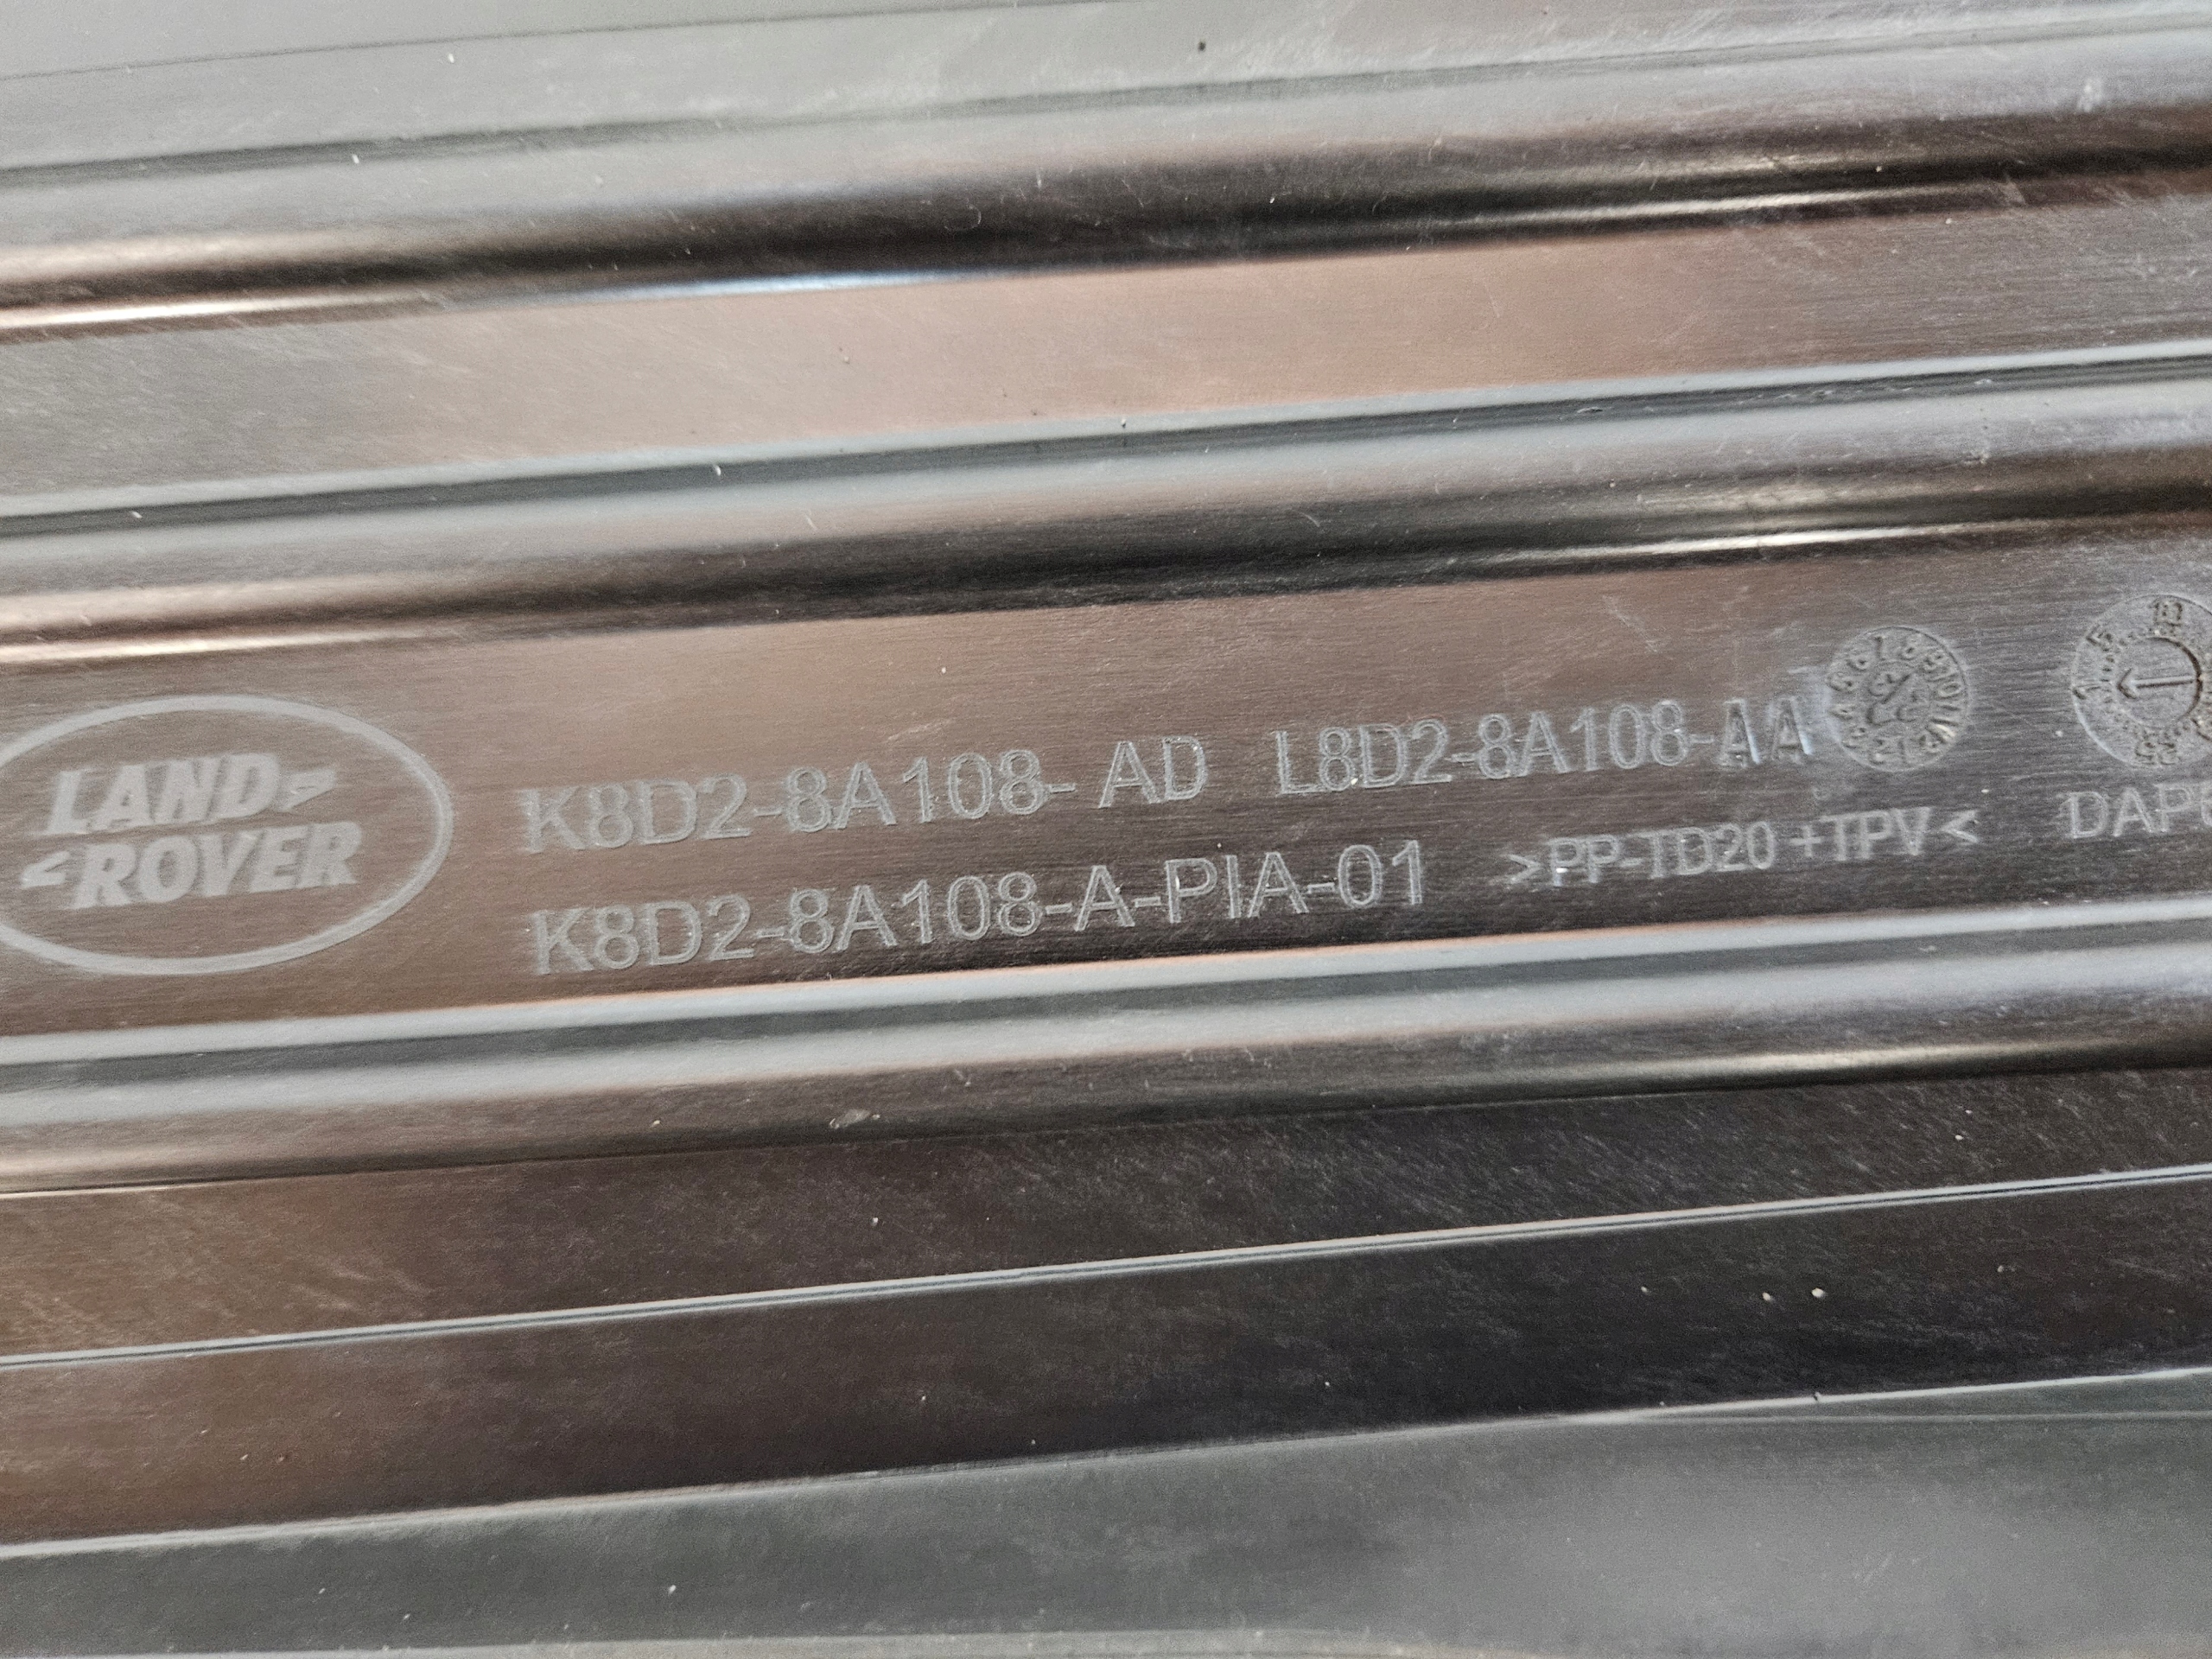 LAND-
-ROVER
K8D2-8A108- AD L8D2-8A108-AA
K8D2-8A108-A-PIA-01 >PP-TD20 +TPV<